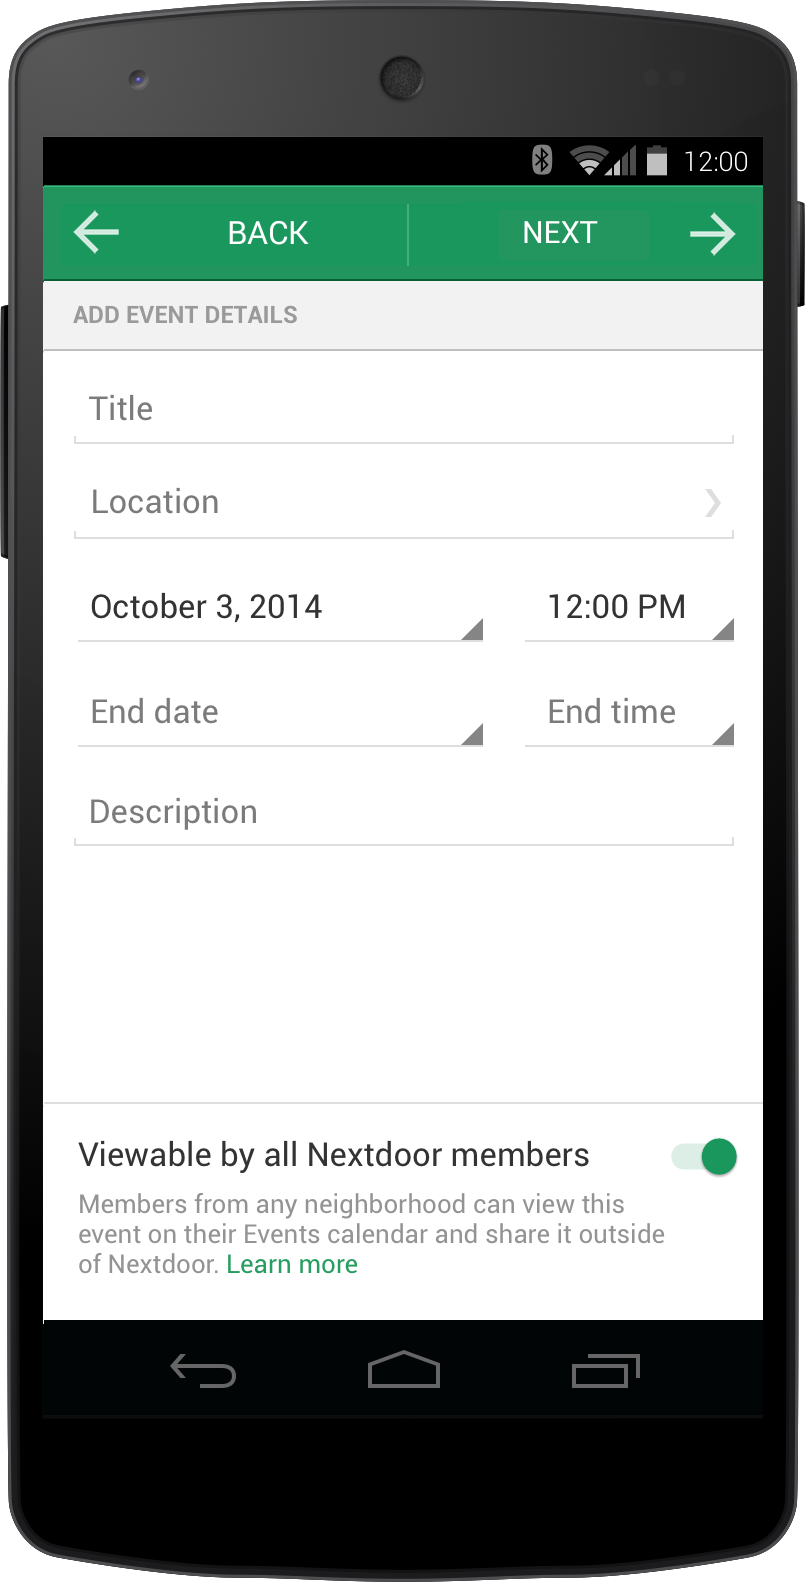 12:00
BACK
NEXT
ADD EVENT DETAILS
Title
Location
October 3, 2014
12:00 PM
End date
End time
Description
Viewable by all Nextdoor members
Members from any neighborhood can view this
event on their Events calendar and share it outside
of Nextdoor. Learn more